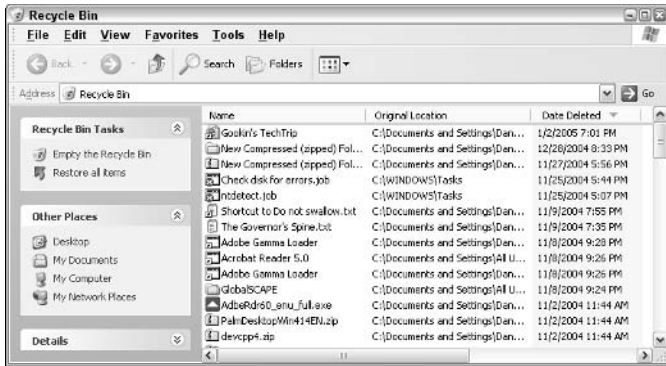 Recycle Bin
File Edit View Favorites Tools Help
Back Search Folders
Address Recycle Bin Go
Name Original Location Date Deleted
Recycle Bin Tasks
Empty the Recycle Bin
Restore all items
Other Places
Desktop
My Documents
My Computer
My Network Places
Details
Gookin's TechTrip C:\Documents and Settings\Dan... 1/2/2005 7:01 PM
New Compressed (zipped) Fol... C:\Documents and Settings\Dan... 12/28/2004 8:33 PM
New Compressed (zipped) Fol... C:\Documents and Settings\Dan... 11/27/2004 5:56 PM
Check disk for errors.job C:\WINDOWS\Tasks 11/25/2004 5:44 PM
ntdetect.job C:\WINDOWS\Tasks 11/25/2004 5:07 PM
Shortcut to Do not swallow.txt C:\Documents and Settings\Dan... 11/9/2004 7:55 PM
The Governor's Spine.txt C:\Documents and Settings\Dan... 11/9/2004 7:35 PM
Adobe Gamma Loader C:\Documents and Settings\Dan... 11/8/2004 9:28 PM
Acrobat Reader 5.0 C:\Documents and Settings\All U... 11/8/2004 9:26 PM
Adobe Gamma Loader C:\Documents and Settings\All U... 11/8/2004 9:26 PM
GlobalSCAPE C:\Documents and Settings\All U... 11/8/2004 9:24 PM
AdbeRdr60_enu_full.exe C:\Documents and Settings\Dan... 11/2/2004 11:44 AM
PalmDesktopWin414EN.zip C:\Documents and Settings\Dan... 11/2/2004 11:44 AM
devcpp4.zip C:\Documents and Settings\Dan... 11/2/2004 11:44 AM